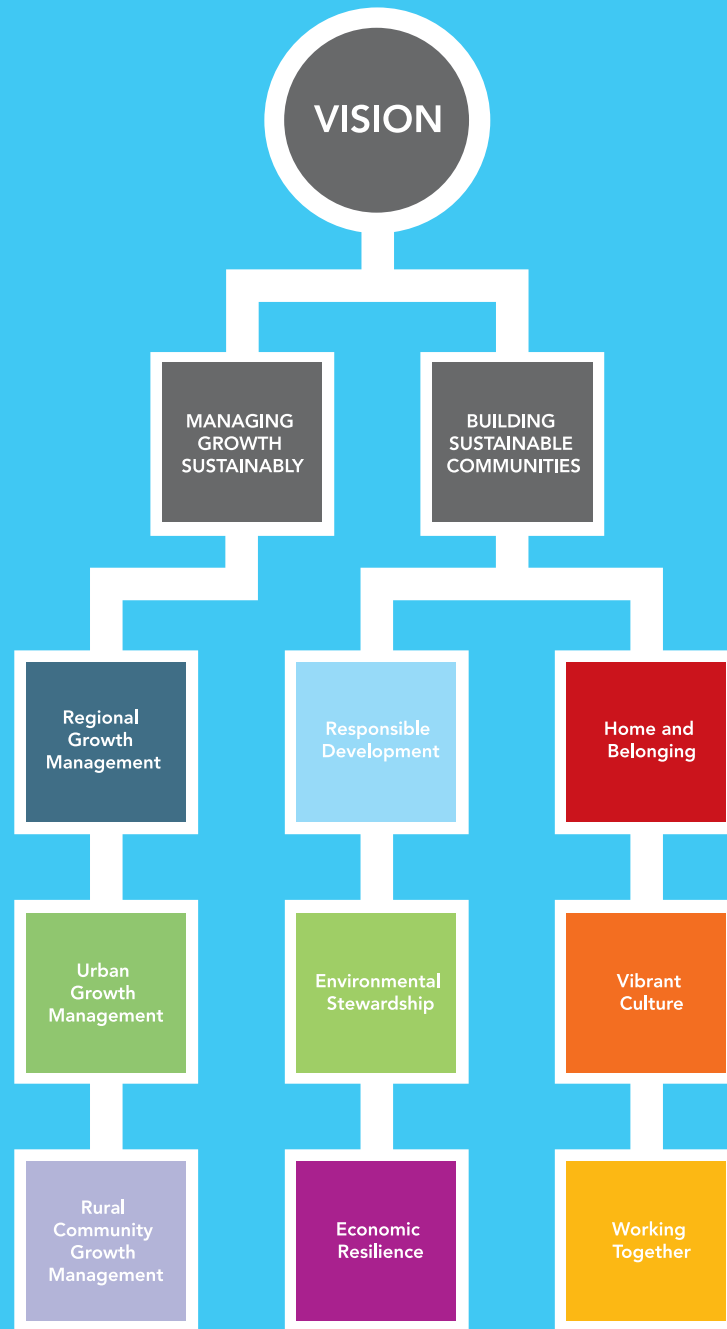 VISION
MANAGING
GROWTH
SUSTAINABLY
BUILDING
SUSTAINABLE
COMMUNITIES
Regional
Growth
Management
Responsible
Development
Home and
Belonging
Urban
Growth
Management
Environmental
Stewardship
Vibrant
Culture
Rural
Community
Growth
Management
Economic
Resilience
Working
Together